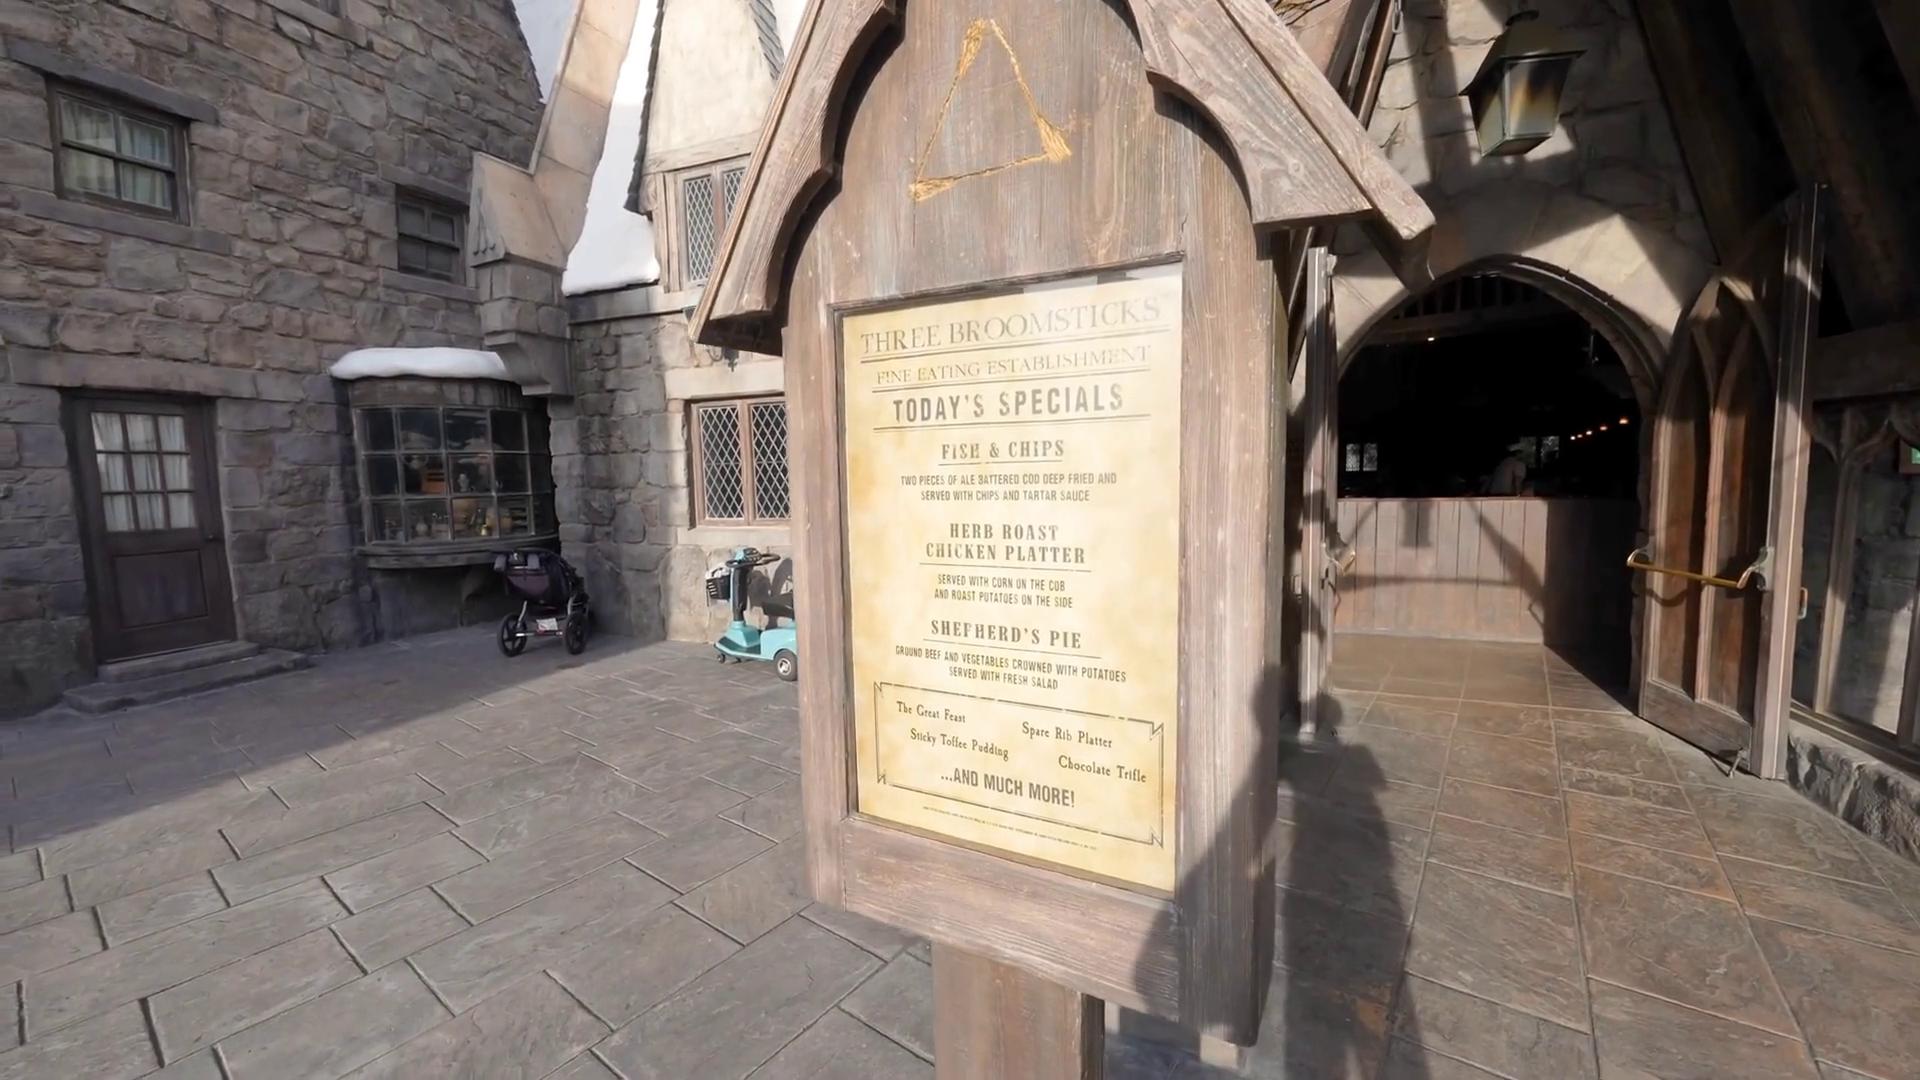 THREE BROOMSTICKS
FINE EATING ESTABLISHMENT
TODAY'S SPECIALS
FISH & CHIPS
TWO PIECES OF ALE BATTERED COD DEEP FRIED AND
SERVED WITH CHIPS AND TARTAR SAUCE
HERB ROAST
CHICKEN PLATTER
SERVED WITH CORN ON THE COB
AND ROAST POTATOES ON THE SIDE
SHEPHERD'S PIE
GROUND BEEF AND VEGETABLES CROWNED WITH POTATOES
SERVED WITH FRESH SALAD
The Great Feast
Spare Rib Platter
Sticky Toffee Pudding
Chocolate Trifle
...AND MUCH MORE!